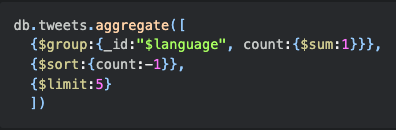 db.tweets.aggregate([
{$group:{_id:"$language", count:{$sum:1}}},
{$sort:{count:-1}},
{$limit:5}
])